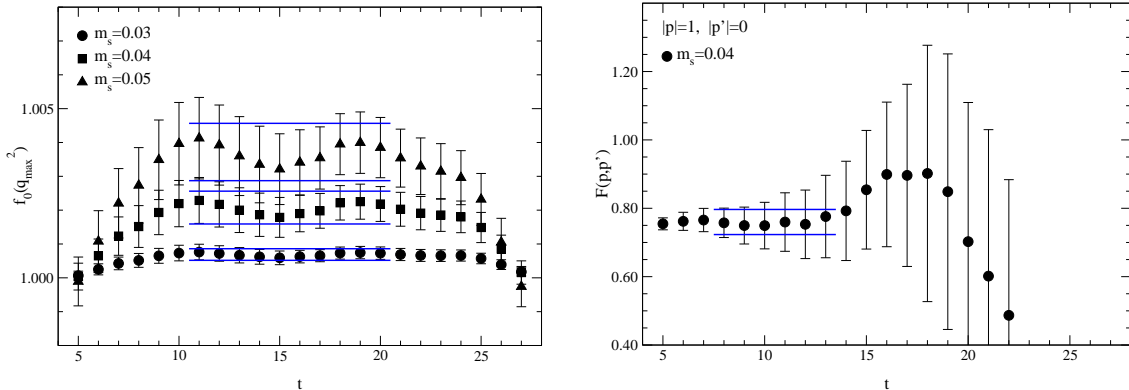 m_s=0.03
m_s=0.04
m_s=0.05
1.005
1.000
f_0(q_max^2)
5 10 15 20 25
t
|p|=1, |p'|=0
m_s=0.04
1.20
1.00
0.80
0.60
0.40
F(p,p')
5 10 15 20 25
t